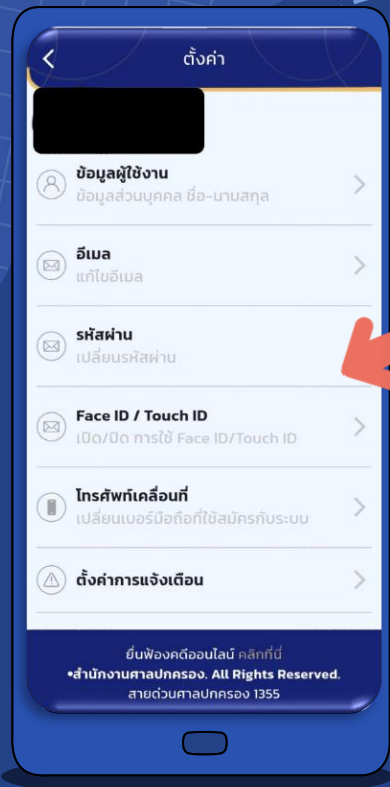 ตั้งค่า
ข้อมูลผู้ใช้งาน
ข้อมูลส่วนบุคคล ชื่อ-นามสกุล
อีเมล
แก้ไขอีเมล
รหัสผ่าน
เปลี่ยนรหัสผ่าน
Face ID / Touch ID
เปิด/ปิด การใช้ Face ID/Touch ID
โทรศัพท์เคลื่อนที่
เปลี่ยนเบอร์มือถือที่ใช้สมัครกับระบบ
ตั้งค่าการแจ้งเตือน
ยื่นฟ้องคดีออนไลน์ คลิกที่นี่
•สำนักงานศาลปกครอง. All Rights Reserved.
สายด่วนศาลปกครอง 1355